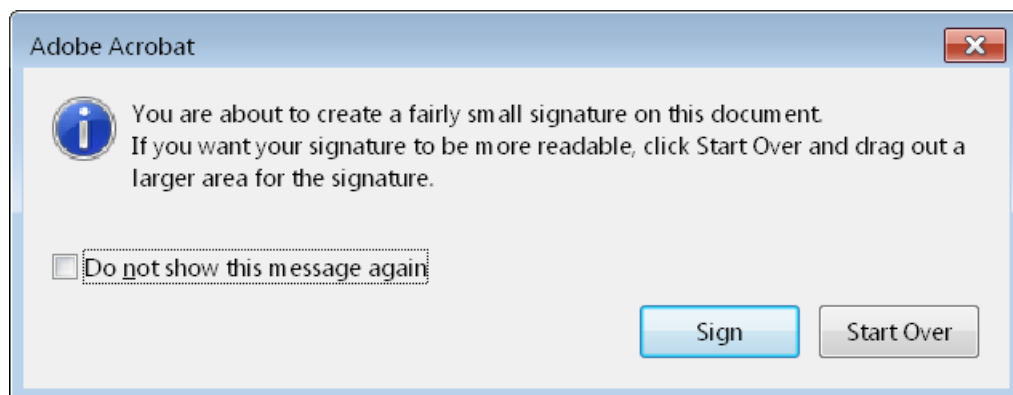 Adobe Acrobat
You are about to create a fairly small signature on this document.
If you want your signature to be more readable, click Start Over and drag out a
larger area for the signature.
Do not show this message again
Sign
Start Over